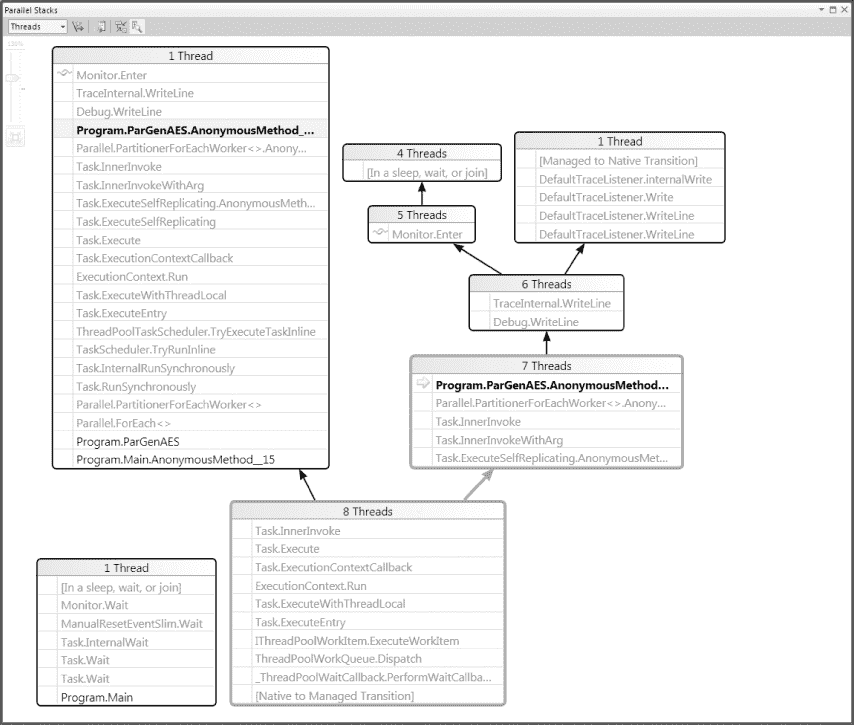 Parallel Stacks
Threads
126%
1 Thread
Monitor.Enter
TraceInternal.WriteLine
Debug.WriteLine
Program.ParGenAES.AnonymousMethod_...
Parallel.PartitionerForEachWorker<>.Anony...
Task.InnerInvoke
Task.InnerInvokeWithArg
Task.ExecuteSelfReplicating.AnonymousMeth...
Task.ExecuteSelfReplicating
Task.Execute
Task.ExecutionContextCallback
ExecutionContext.Run
Task.ExecuteWithThreadLocal
Task.ExecuteEntry
ThreadPoolTaskScheduler.TryExecuteTaskInline
TaskScheduler.TryRunInline
Task.InternalRunSynchronously
Task.RunSynchronously
Parallel.PartitionerForEachWorker<>
Parallel.ForEach<>
Program.ParGenAES
Program.Main.AnonymousMethod__15
4 Threads
[In a sleep, wait, or join]
5 Threads
Monitor.Enter
1 Thread
[Managed to Native Transition]
DefaultTraceListener.internalWrite
DefaultTraceListener.Write
DefaultTraceListener.WriteLine
DefaultTraceListener.WriteLine
6 Threads
TraceInternal.WriteLine
Debug.WriteLine
7 Threads
Program.ParGenAES.AnonymousMethod...
Parallel.PartitionerForEachWorker<>.Anony...
Task.InnerInvoke
Task.InnerInvokeWithArg
Task.ExecuteSelfReplicating.AnonymousMet...
8 Threads
Task.InnerInvoke
Task.Execute
Task.ExecutionContextCallback
ExecutionContext.Run
Task.ExecuteWithThreadLocal
Task.ExecuteEntry
IThreadPoolWorkItem.ExecuteWorkItem
ThreadPoolWorkQueue.Dispatch
_ThreadPoolWaitCallback.PerformWaitCallba...
[Native to Managed Transition]
1 Thread
[In a sleep, wait, or join]
Monitor.Wait
ManualResetEventSlim.Wait
Task.InternalWait
Task.Wait
Task.Wait
Program.Main